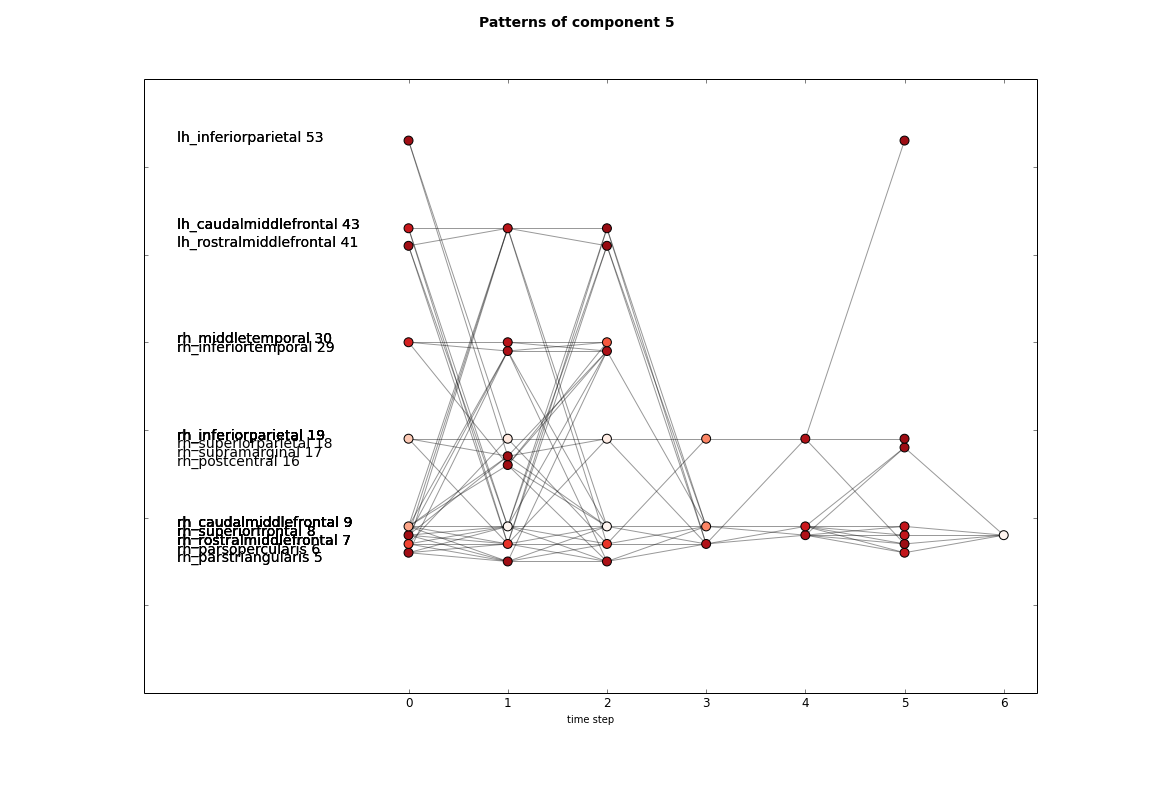 Patterns of component 5
lh_inferiorparietal 53
lh_caudalmiddlefrontal 43
lh_rostralmiddlefrontal 41
rh_middletemporal 30
rh_inferiortemporal 29
rh_inferiorparietal 19
rh_superiorparietal 18
rh_supramarginal 17
rh_postcentral 16
rh_caudalmiddlefrontal 9
rh_superiorfrontal 8
rh_rostralmiddlefrontal 7
rh_parsopercularis 6
rh_parstriangularis 5
0 1 2 3 4 5 6
time step